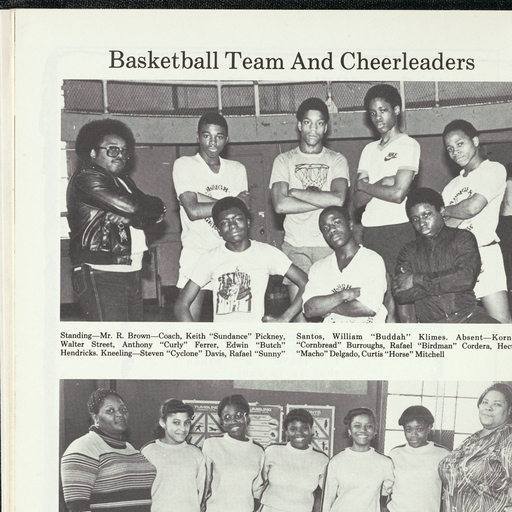 Basketball Team And Cheerleaders
Standing—Mr. R. Brown—Coach, Keith "Sundance" Pickney,
Walter Street, Anthony "Curly" Ferrer, Edwin "Butch"
Hendricks. Kneeling—Steven "Cyclone" Davis, Rafael "Sunny"
Santos, William "Buddah" Klimes. Absent—Korn
"Cornbread" Burroughs, Rafael "Birdman" Cordera, Hect
"Macho" Delgado, Curtis "Horse" Mitchell